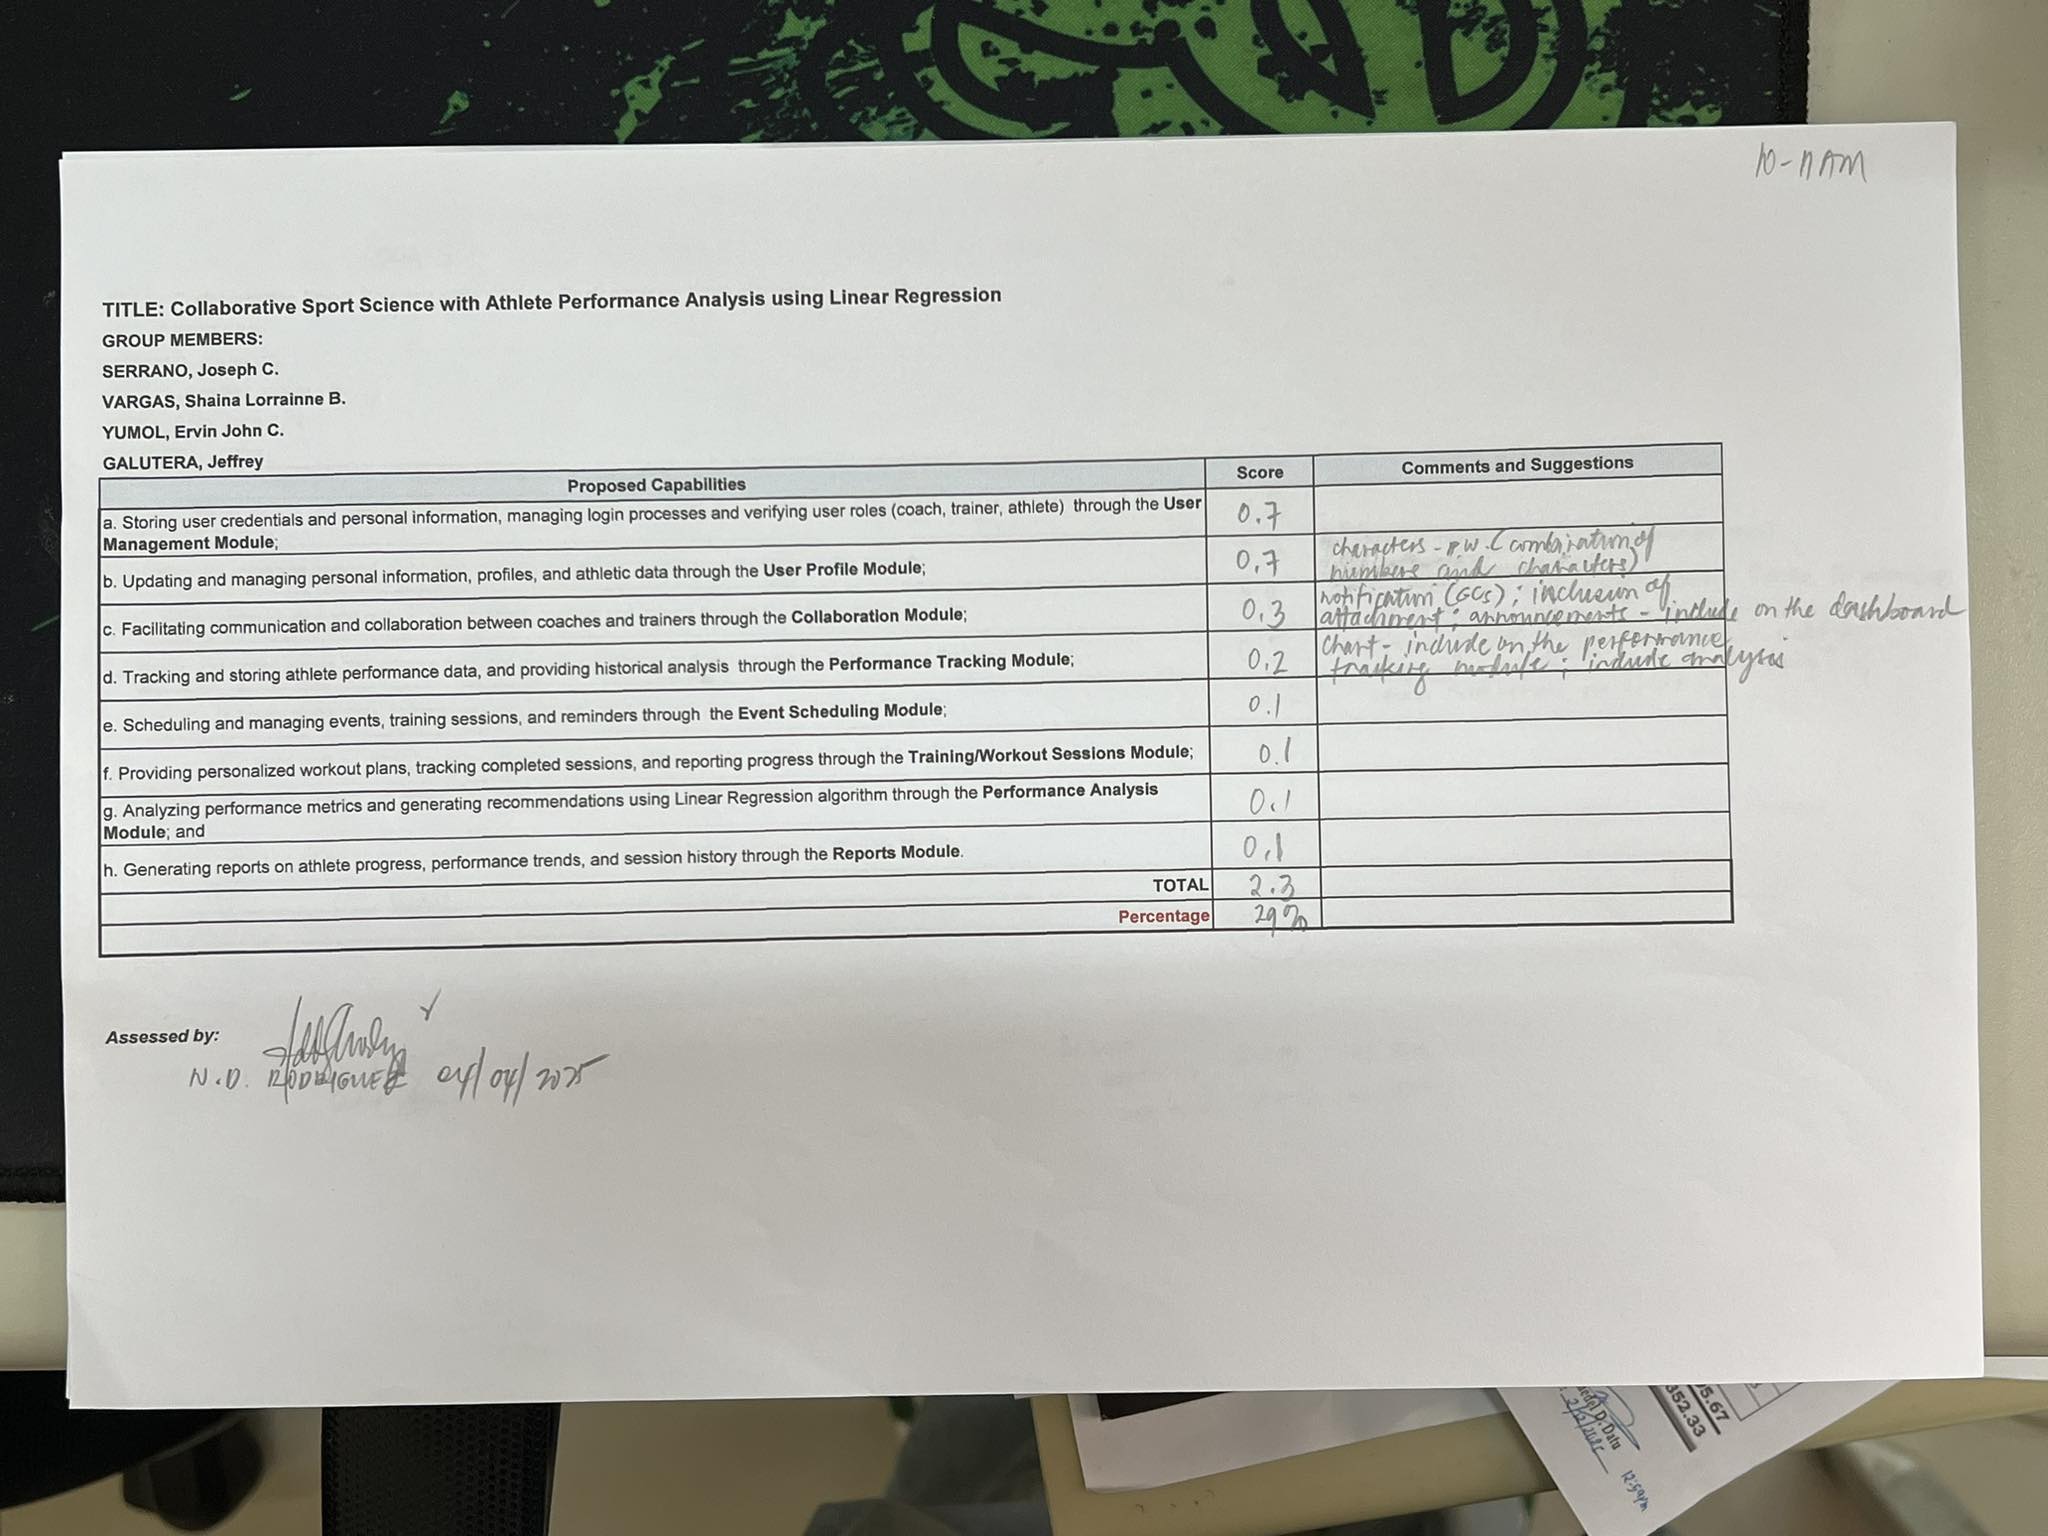 10-11 AM
TITLE: Collaborative Sport Science with Athlete Performance Analysis using Linear Regression
GROUP MEMBERS:
SERRANO, Joseph C.
VARGAS, Shaina Lorrainne B.
YUMOL, Ervin John C.
GALUTERA, Jeffrey
Proposed Capabilities Score Comments and Suggestions
a. Storing user credentials and personal information, managing login processes and verifying user roles (coach, trainer, athlete) through the User
Management Module;
0.7
b. Updating and managing personal information, profiles, and athletic data through the User Profile Module;
0.7
characters - p.w. (combination of
numbers and characters)
c. Facilitating communication and collaboration between coaches and trainers through the Collaboration Module;
0.3
notification (GCs) ; inclusion of
attachment ; announcements - include on the dashboard
d. Tracking and storing athlete performance data, and providing historical analysis through the Performance Tracking Module;
0.2
Chart - include on the performance
tracking module ; include analysis
e. Scheduling and managing events, training sessions, and reminders through the Event Scheduling Module;
0.1
f. Providing personalized workout plans, tracking completed sessions, and reporting progress through the Training/Workout Sessions Module;
0.1
g. Analyzing performance metrics and generating recommendations using Linear Regression algorithm through the Performance Analysis
Module; and
0.1
h. Generating reports on athlete progress, performance trends, and session history through the Reports Module.
0.1
TOTAL 2.3
Percentage 29%
Assessed by:
N.D. RODRIGUEZ 04/04/2025
5.67
352.33
D. Datu
12:59pm